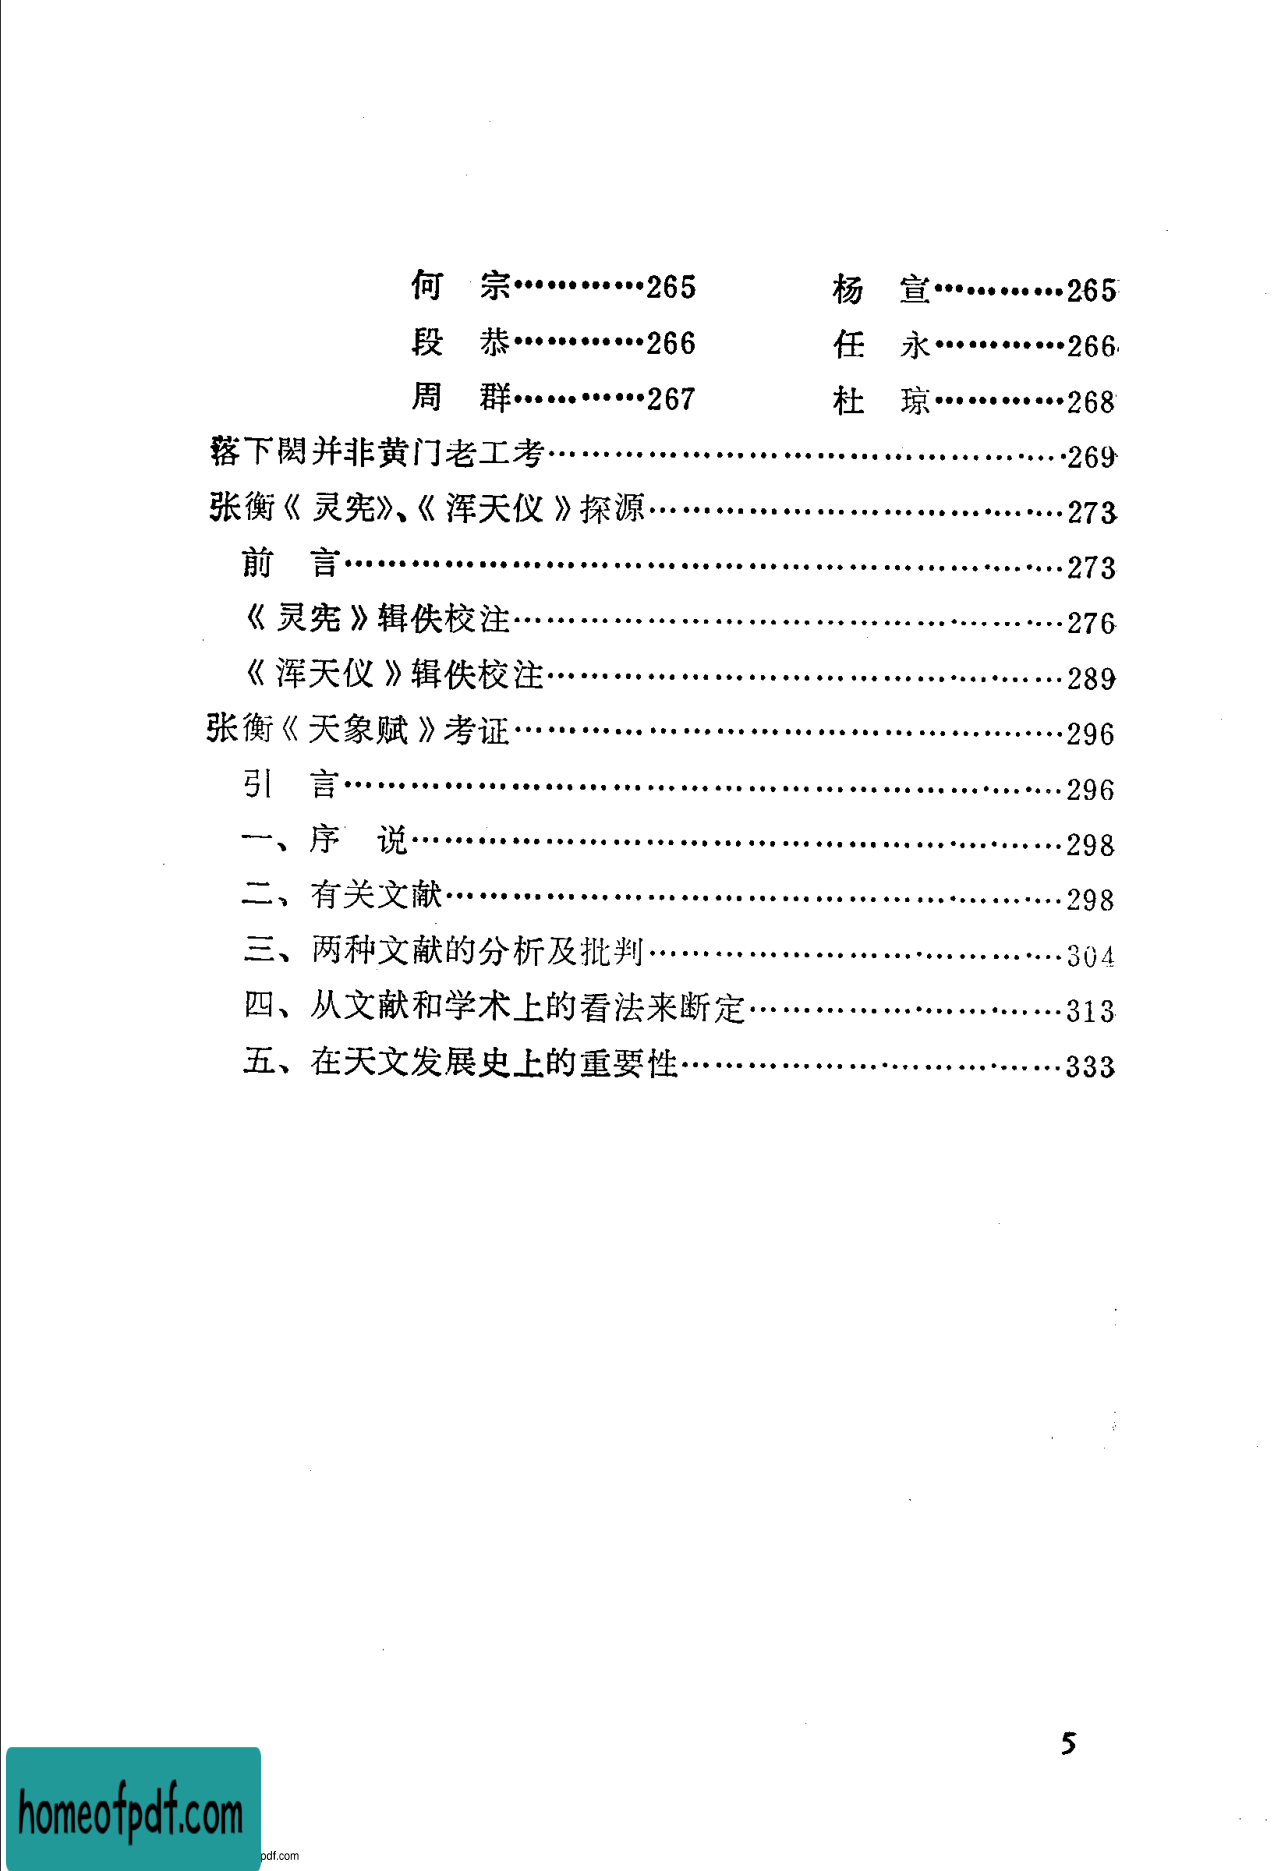 何　宗…………265　杨　宣…………265
段　恭…………266　任　永…………266
周　群…………267　杜　琼…………268
落下闳并非黄门老工考……………………………………………269
张衡《灵宪》、《浑天仪》探源……………………………………273
前　言………………………………………………………………273
《灵宪》辑佚校注…………………………………………………276
《浑天仪》辑佚校注………………………………………………289
张衡《天象赋》考证………………………………………………296
引　言………………………………………………………………296
一、序　说…………………………………………………………298
二、有关文献………………………………………………………298
三、两种文献的分析及批判………………………………………304
四、从文献和学术上的看法来断定………………………………313
五、在天文发展史上的重要性……………………………………333
5
homeofpdf.com
pdf.com